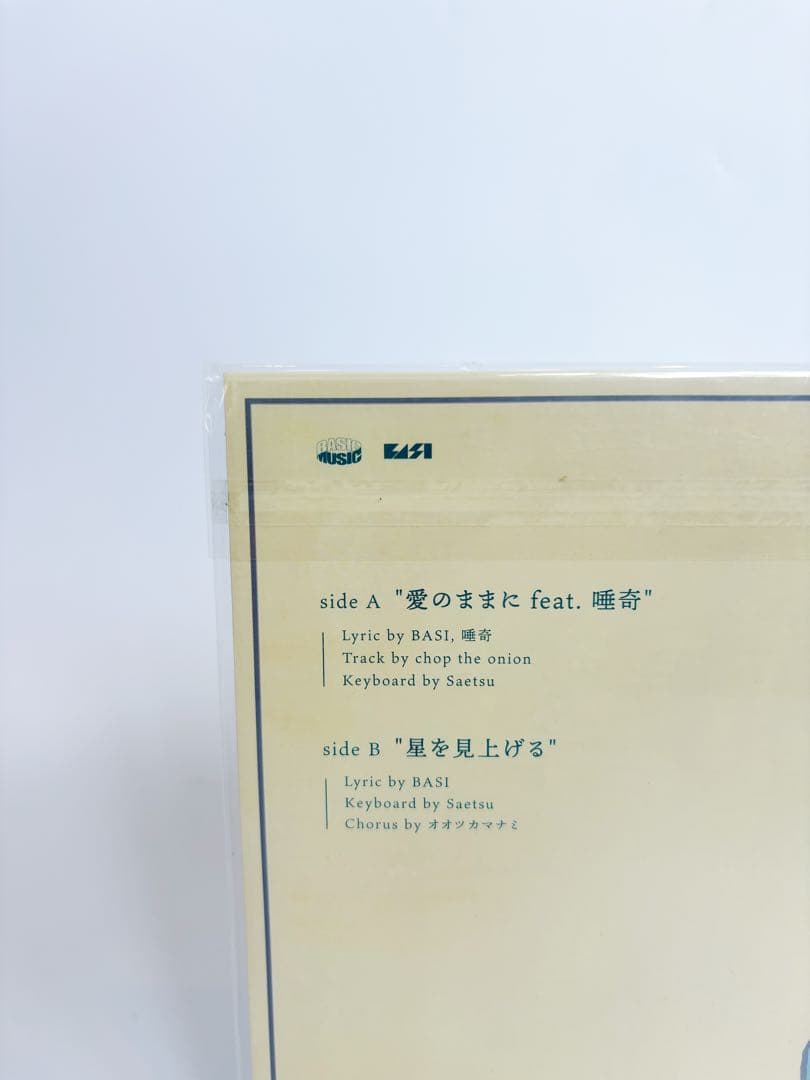 BASIC
MUSIC
BASI
side A "愛のままに feat. 唾奇"
Lyric by BASI, 唾奇
Track by chop the onion
Keyboard by Saetsu
side B "星を見上げる"
Lyric by BASI
Keyboard by Saetsu
Chorus by オオツカマナミ